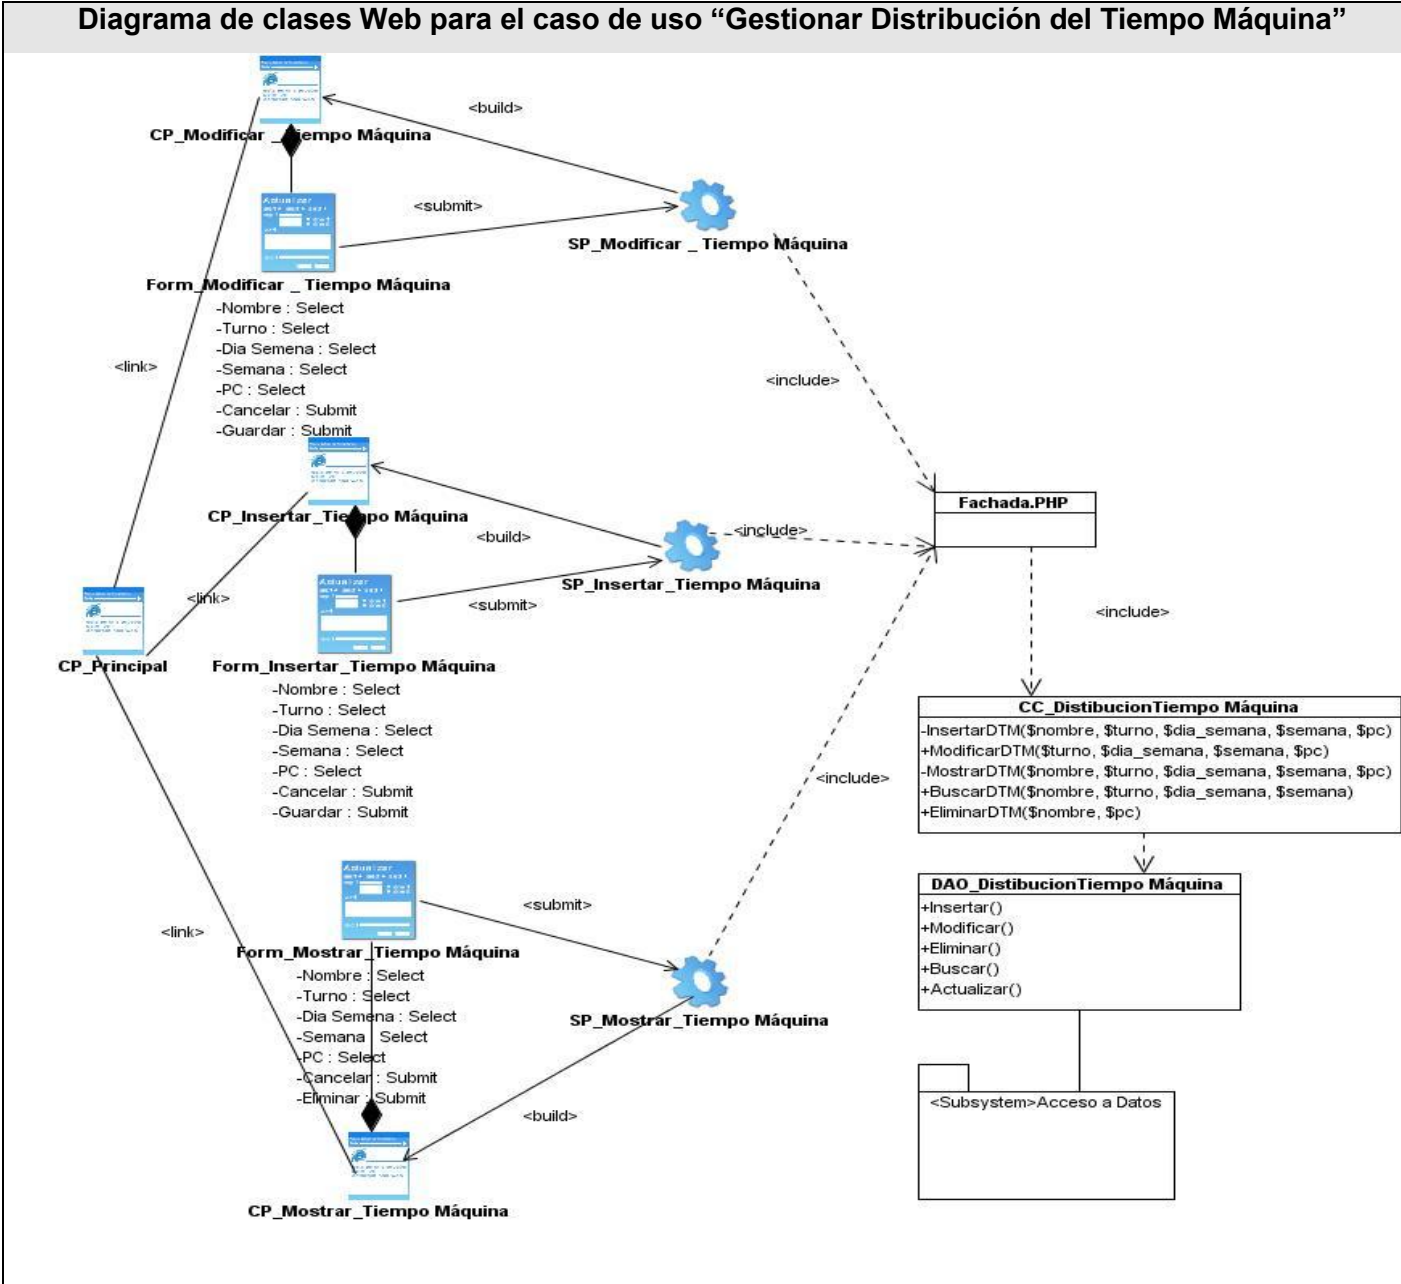 Diagrama de clases Web para el caso de uso “Gestionar Distribución del Tiempo Máquina”
<build>
CP_Modificar _ Tiempo Máquina
Actualizar
<submit>
SP_Modificar _ Tiempo Máquina
Form_Modificar _ Tiempo Máquina
-Nombre : Select
-Turno : Select
-Dia Semena : Select
-Semana : Select
-PC : Select
-Cancelar : Submit
-Guardar : Submit
<link>
<include>
CP_Insertar_Tiempo Máquina
<build>
<include>
SP_Insertar_Tiempo Máquina
Fachada.PHP
Actualizar
<submit>
<link>
CP_Principal
Form_Insertar_Tiempo Máquina
-Nombre : Select
-Turno : Select
-Dia Semena : Select
-Semana : Select
-PC : Select
-Cancelar : Submit
-Guardar : Submit
<include>
<include>
CC_DistibucionTiempo Máquina
-InsertarDTM($nombre, $turno, $dia_semana, $semana, $pc)
+ModificarDTM($turno, $dia_semana, $semana, $pc)
-MostrarDTM($nombre, $turno, $dia_semana, $semana, $pc)
+BuscarDTM($nombre, $turno, $dia_semana, $semana)
+EliminarDTM($nombre, $pc)
Actualizar
<submit>
<link>
Form_Mostrar_Tiempo Máquina
-Nombre : Select
-Turno : Select
-Dia Semena : Select
-Semana : Select
-PC : Select
-Cancelar : Submit
-Eliminar : Submit
SP_Mostrar_Tiempo Máquina
<build>
CP_Mostrar_Tiempo Máquina
DAO_DistibucionTiempo Máquina
+Insertar()
+Modificar()
+Eliminar()
+Buscar()
+Actualizar()
<Subsystem>Acceso a Datos